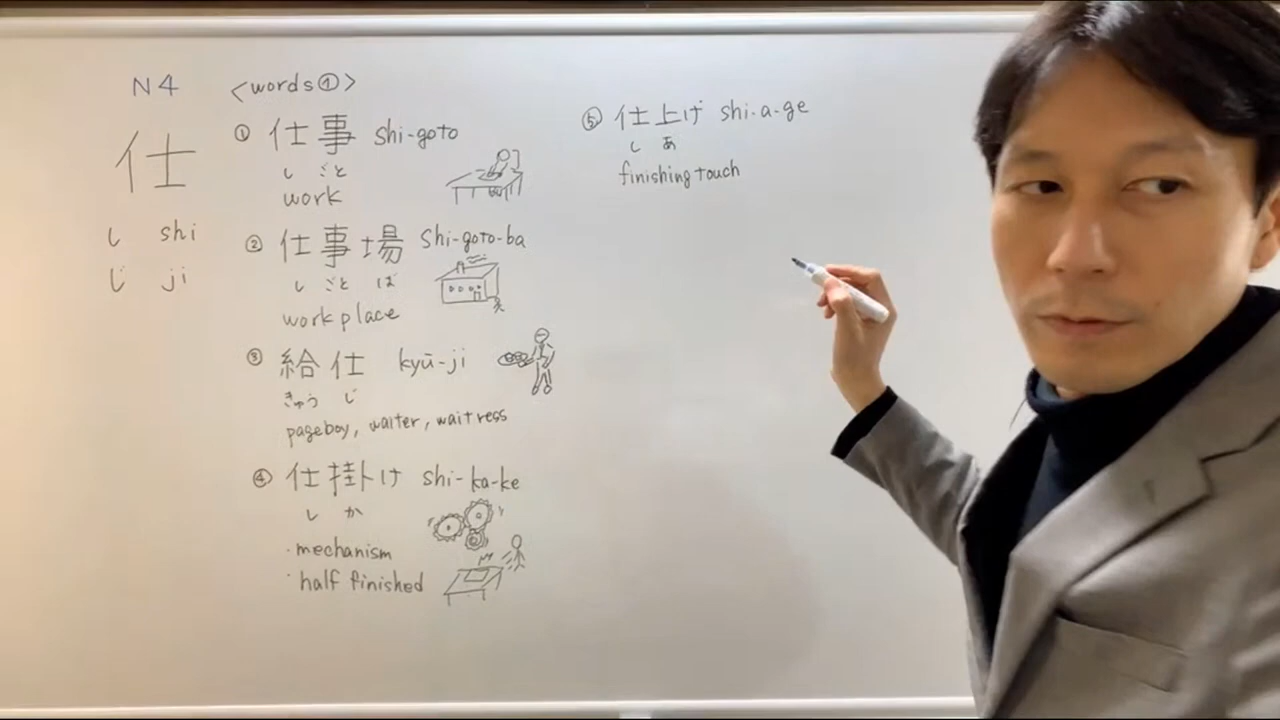 N4
仕
し shi
じ ji
<words①>
① 仕事 shi-goto
し ごと
work
② 仕事場 shi-goto-ba
し ごと ば
workplace
③ 給仕 kyū-ji
きゅう じ
pageboy, waiter, waitress
④ 仕掛け shi-ka-ke
し か
・mechanism
・half finished
⑤ 仕上げ shi-a-ge
し あ
finishing touch